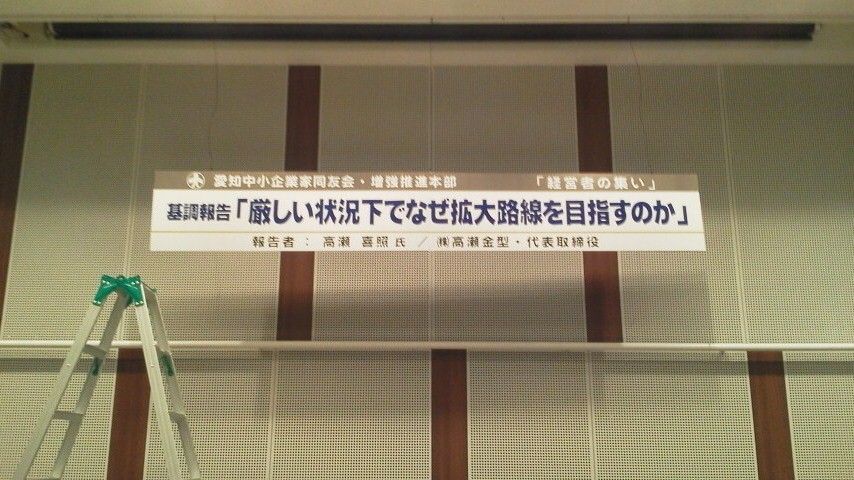 愛知中小企業家同友会・増強推進本部 「経営者の集い」
基調報告「厳しい状況下でなぜ拡大路線を目指すのか」
報告者 : 高瀬 喜照 氏 / ㈱高瀬金型・代表取締役